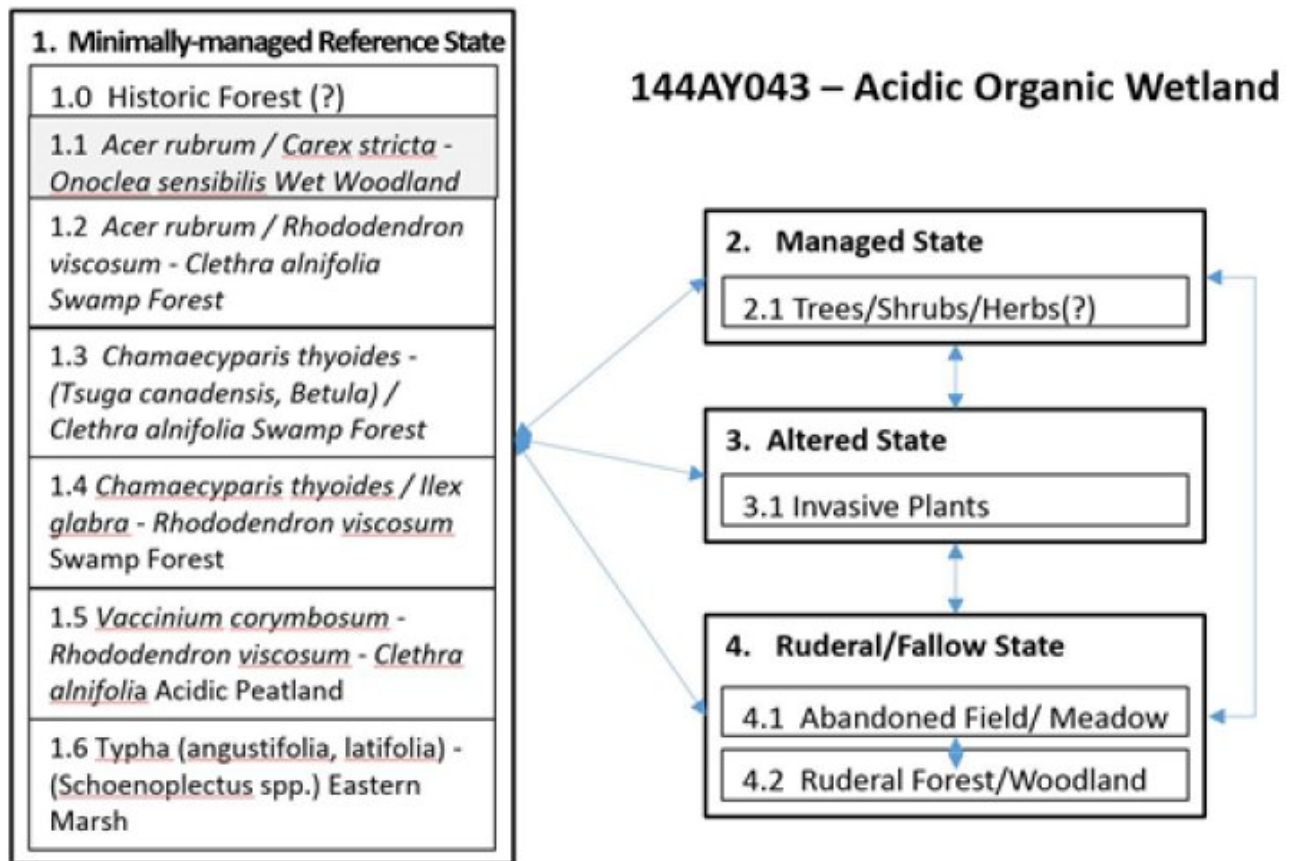 1. Minimally-managed Reference State
1.0 Historic Forest (?)
1.1 Acer rubrum / Carex stricta -
Onoclea sensibilis Wet Woodland
1.2 Acer rubrum / Rhododendron
viscosum - Clethra alnifolia
Swamp Forest
1.3 Chamaecyparis thyoides -
(Tsuga canadensis, Betula) /
Clethra alnifolia Swamp Forest
1.4 Chamaecyparis thyoides / Ilex
glabra - Rhododendron viscosum
Swamp Forest
1.5 Vaccinium corymbosum -
Rhododendron viscosum - Clethra
alnifolia Acidic Peatland
1.6 Typha (angustifolia, latifolia) -
(Schoenoplectus spp.) Eastern
Marsh
144AY043 – Acidic Organic Wetland
2. Managed State
2.1 Trees/Shrubs/Herbs(?)
3. Altered State
3.1 Invasive Plants
4. Ruderal/Fallow State
4.1 Abandoned Field/ Meadow
4.2 Ruderal Forest/Woodland